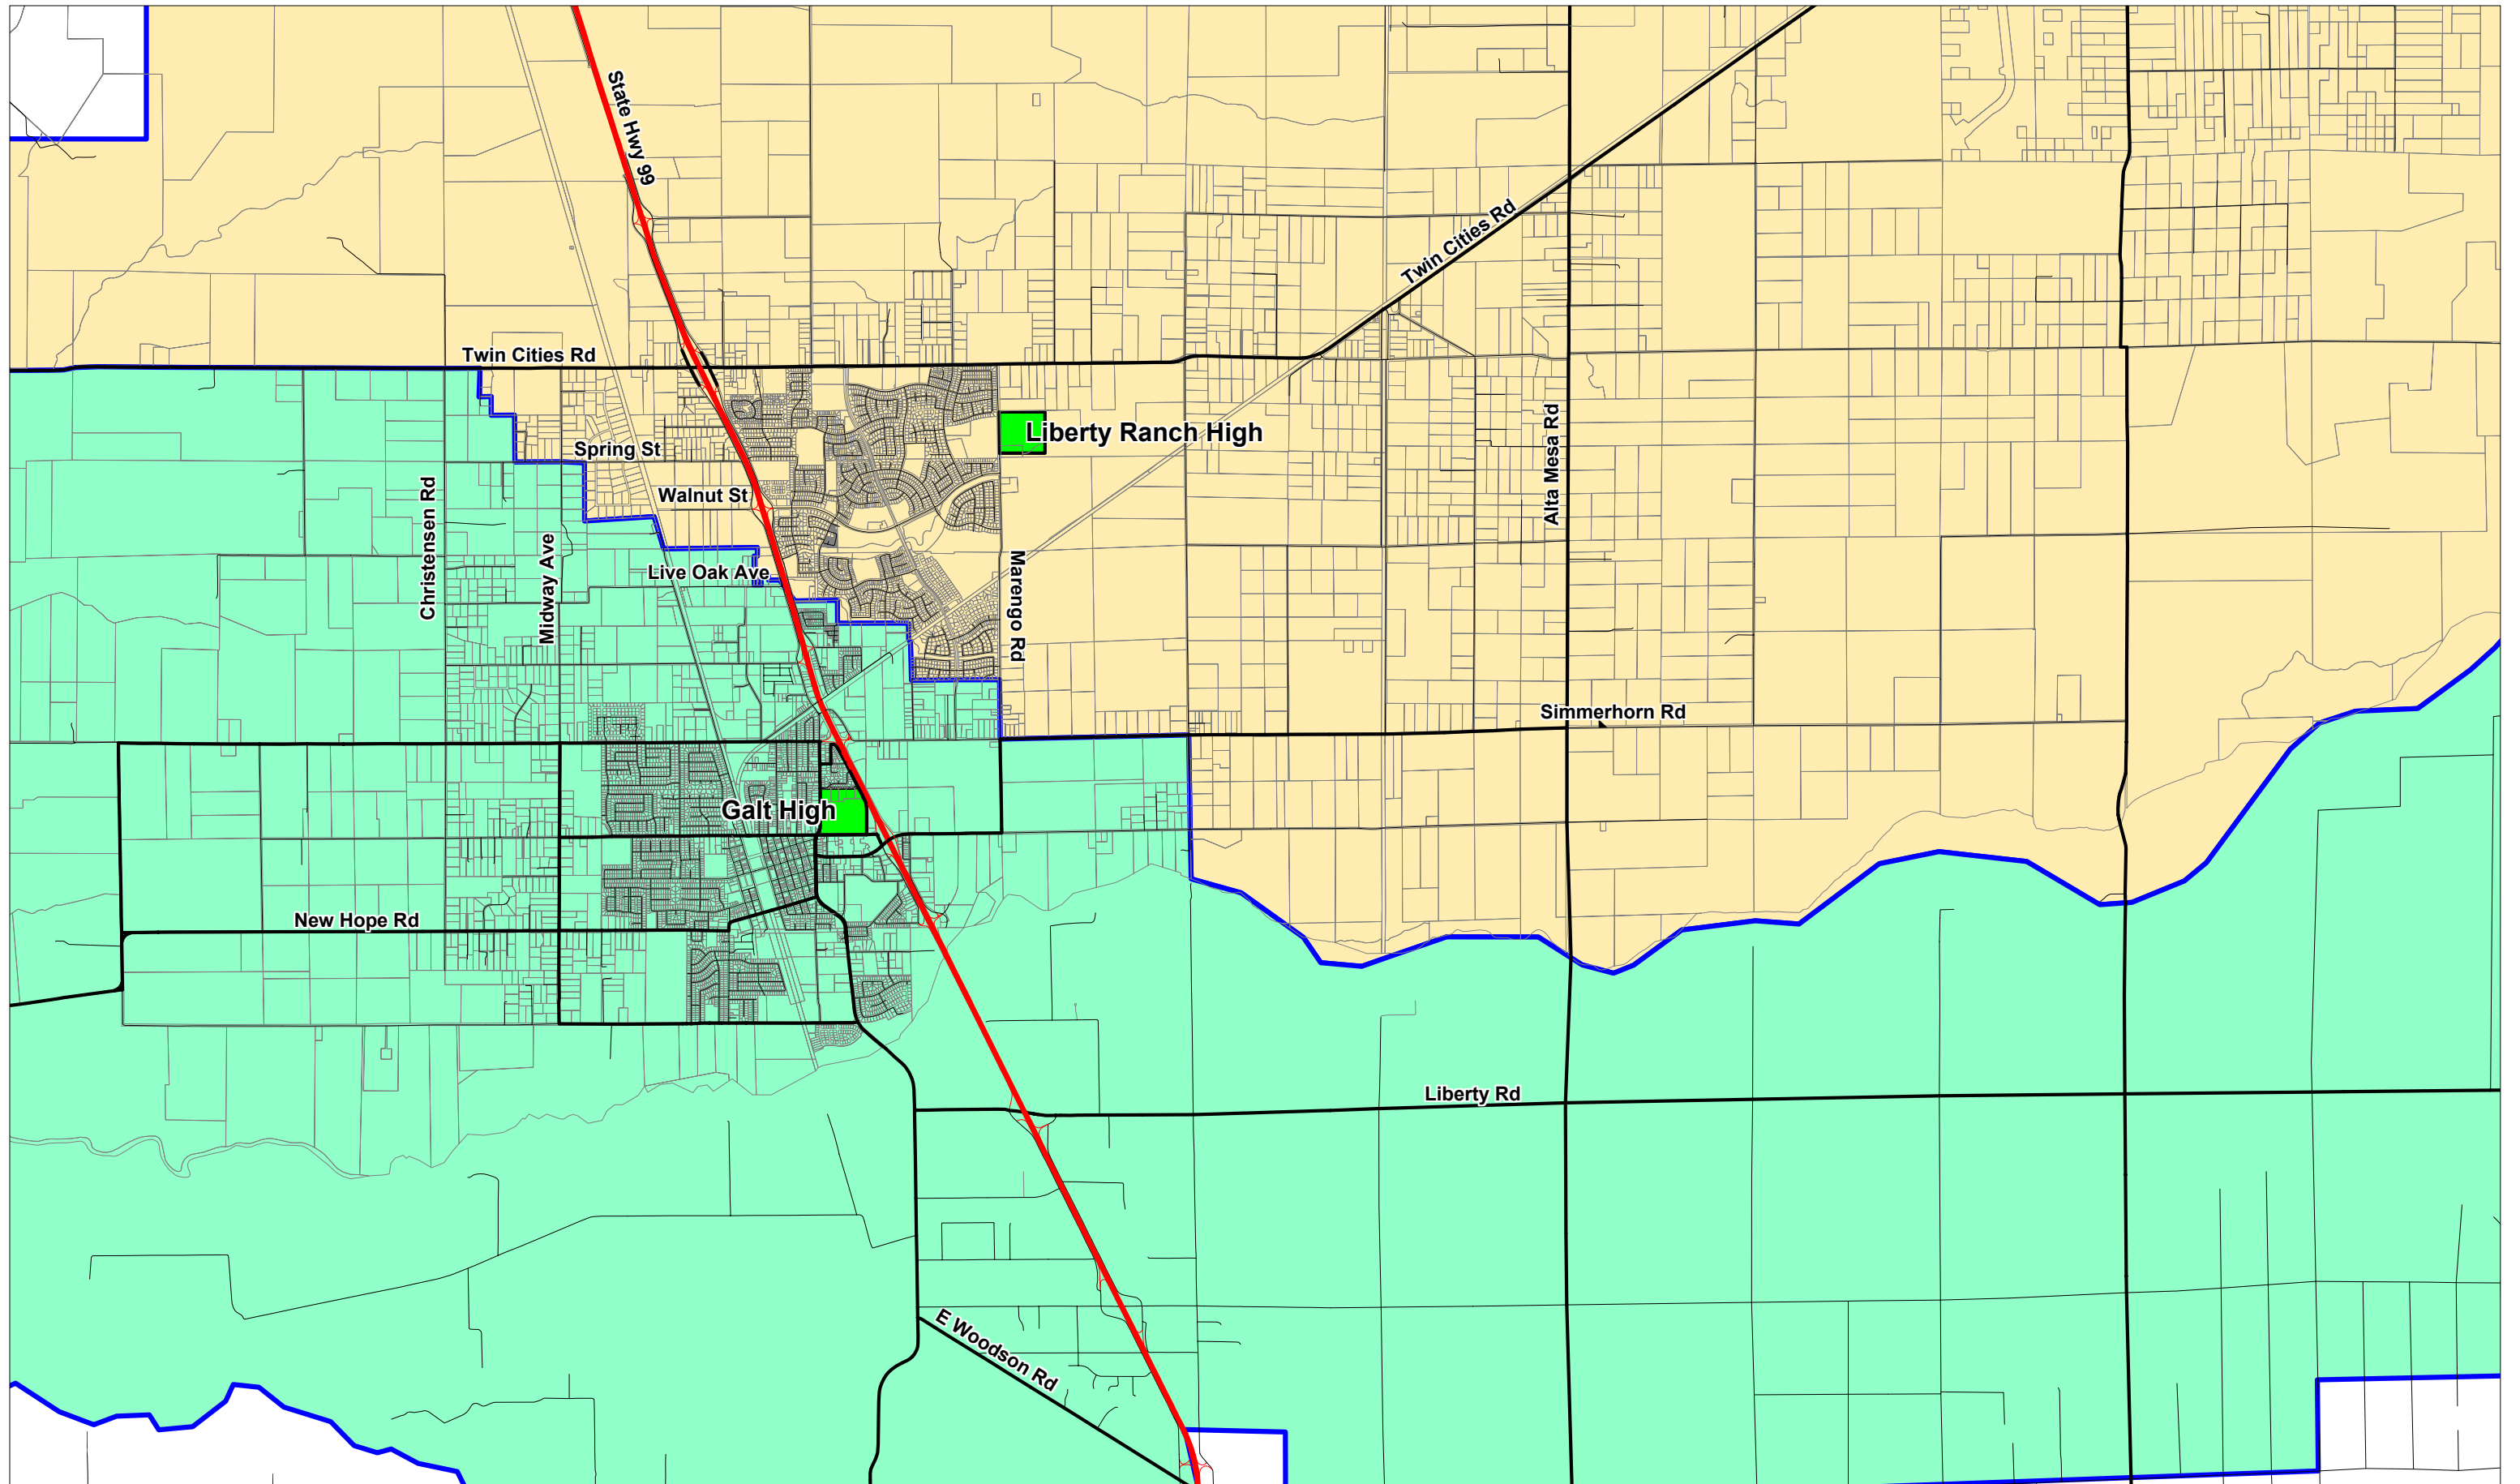 State Hwy 99
Twin Cities Rd
Twin Cities Rd
Liberty Ranch High
Spring St
Alta Mesa Rd
Walnut St
Christensen Rd
Midway Ave
Live Oak Ave
Marengo Rd
Simmerhorn Rd
Galt High
New Hope Rd
Liberty Rd
E Woodson Rd